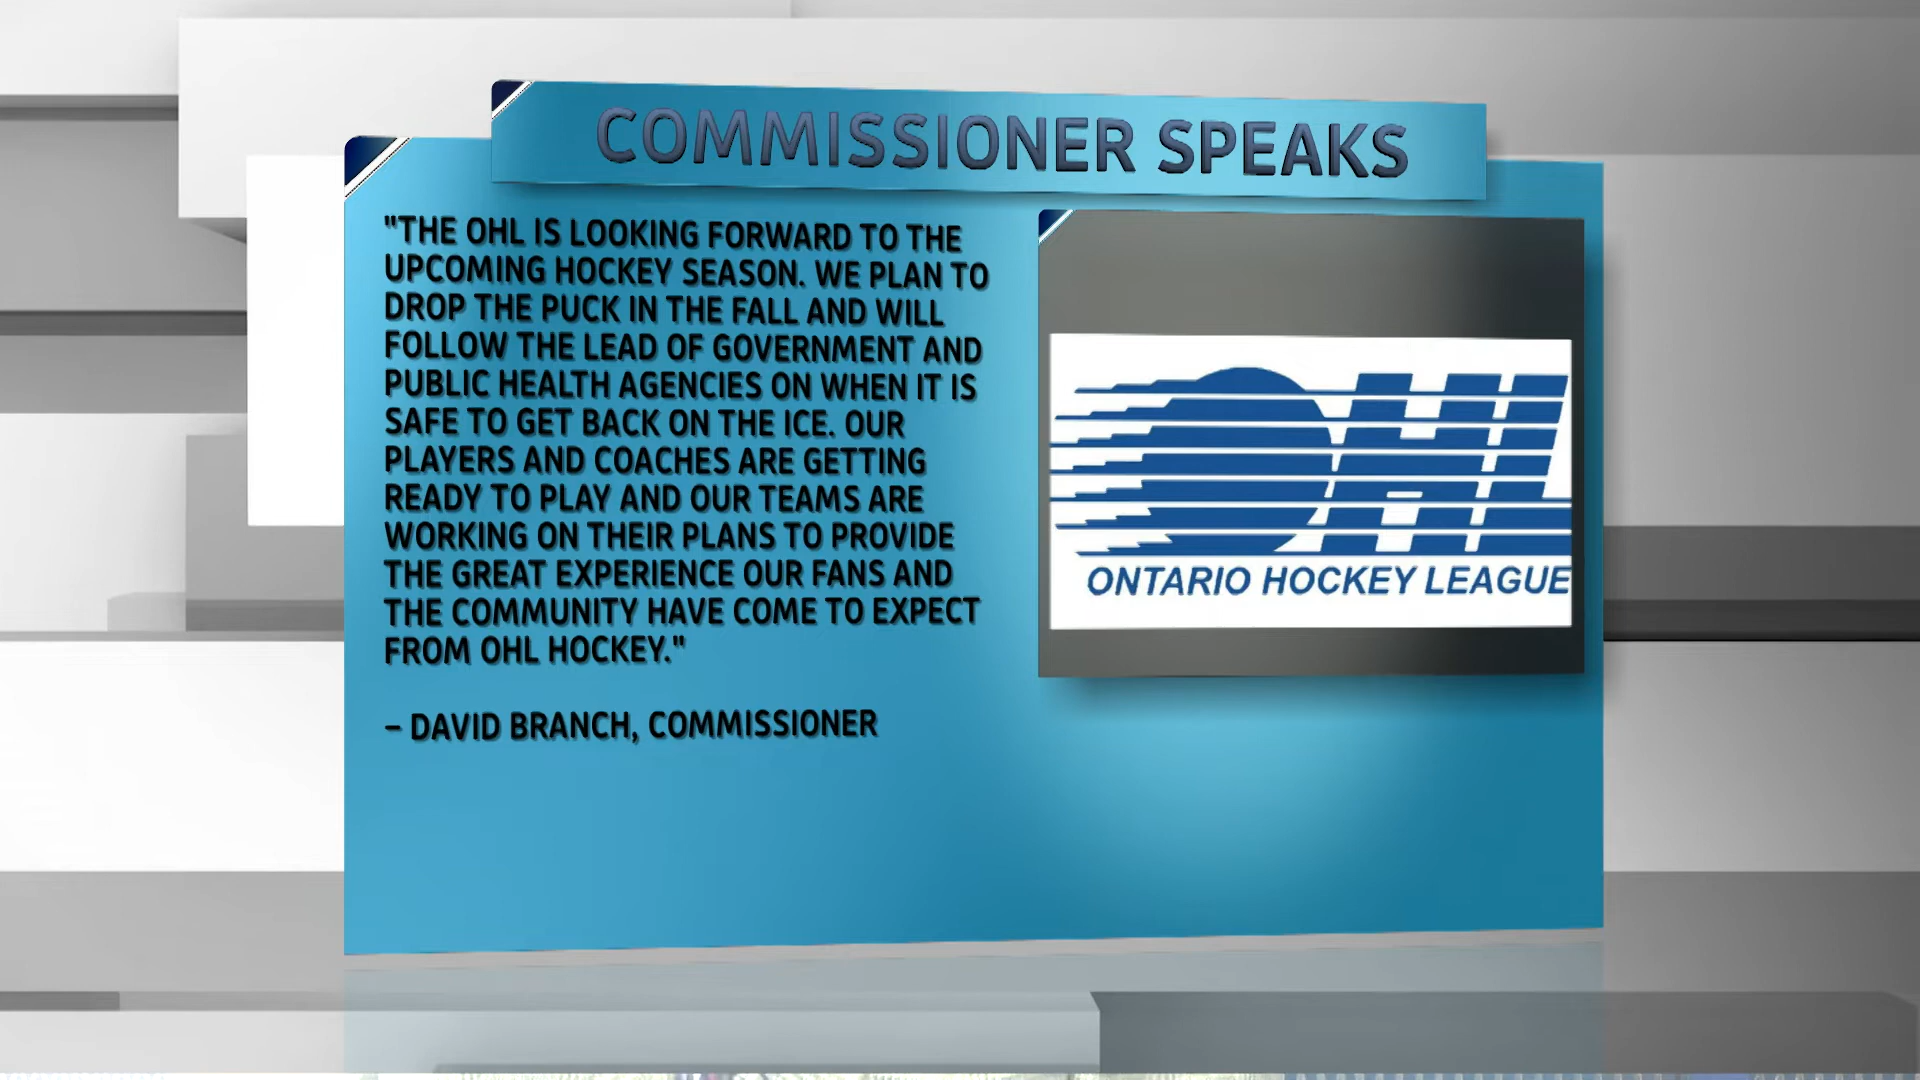 COMMISSIONER SPEAKS
"THE OHL IS LOOKING FORWARD TO THE
UPCOMING HOCKEY SEASON. WE PLAN TO
DROP THE PUCK IN THE FALL AND WILL
FOLLOW THE LEAD OF GOVERNMENT AND
PUBLIC HEALTH AGENCIES ON WHEN IT IS
SAFE TO GET BACK ON THE ICE. OUR
PLAYERS AND COACHES ARE GETTING
READY TO PLAY AND OUR TEAMS ARE
WORKING ON THEIR PLANS TO PROVIDE
THE GREAT EXPERIENCE OUR FANS AND
THE COMMUNITY HAVE COME TO EXPECT
FROM OHL HOCKEY."
– DAVID BRANCH, COMMISSIONER
OHL
ONTARIO HOCKEY LEAGUE